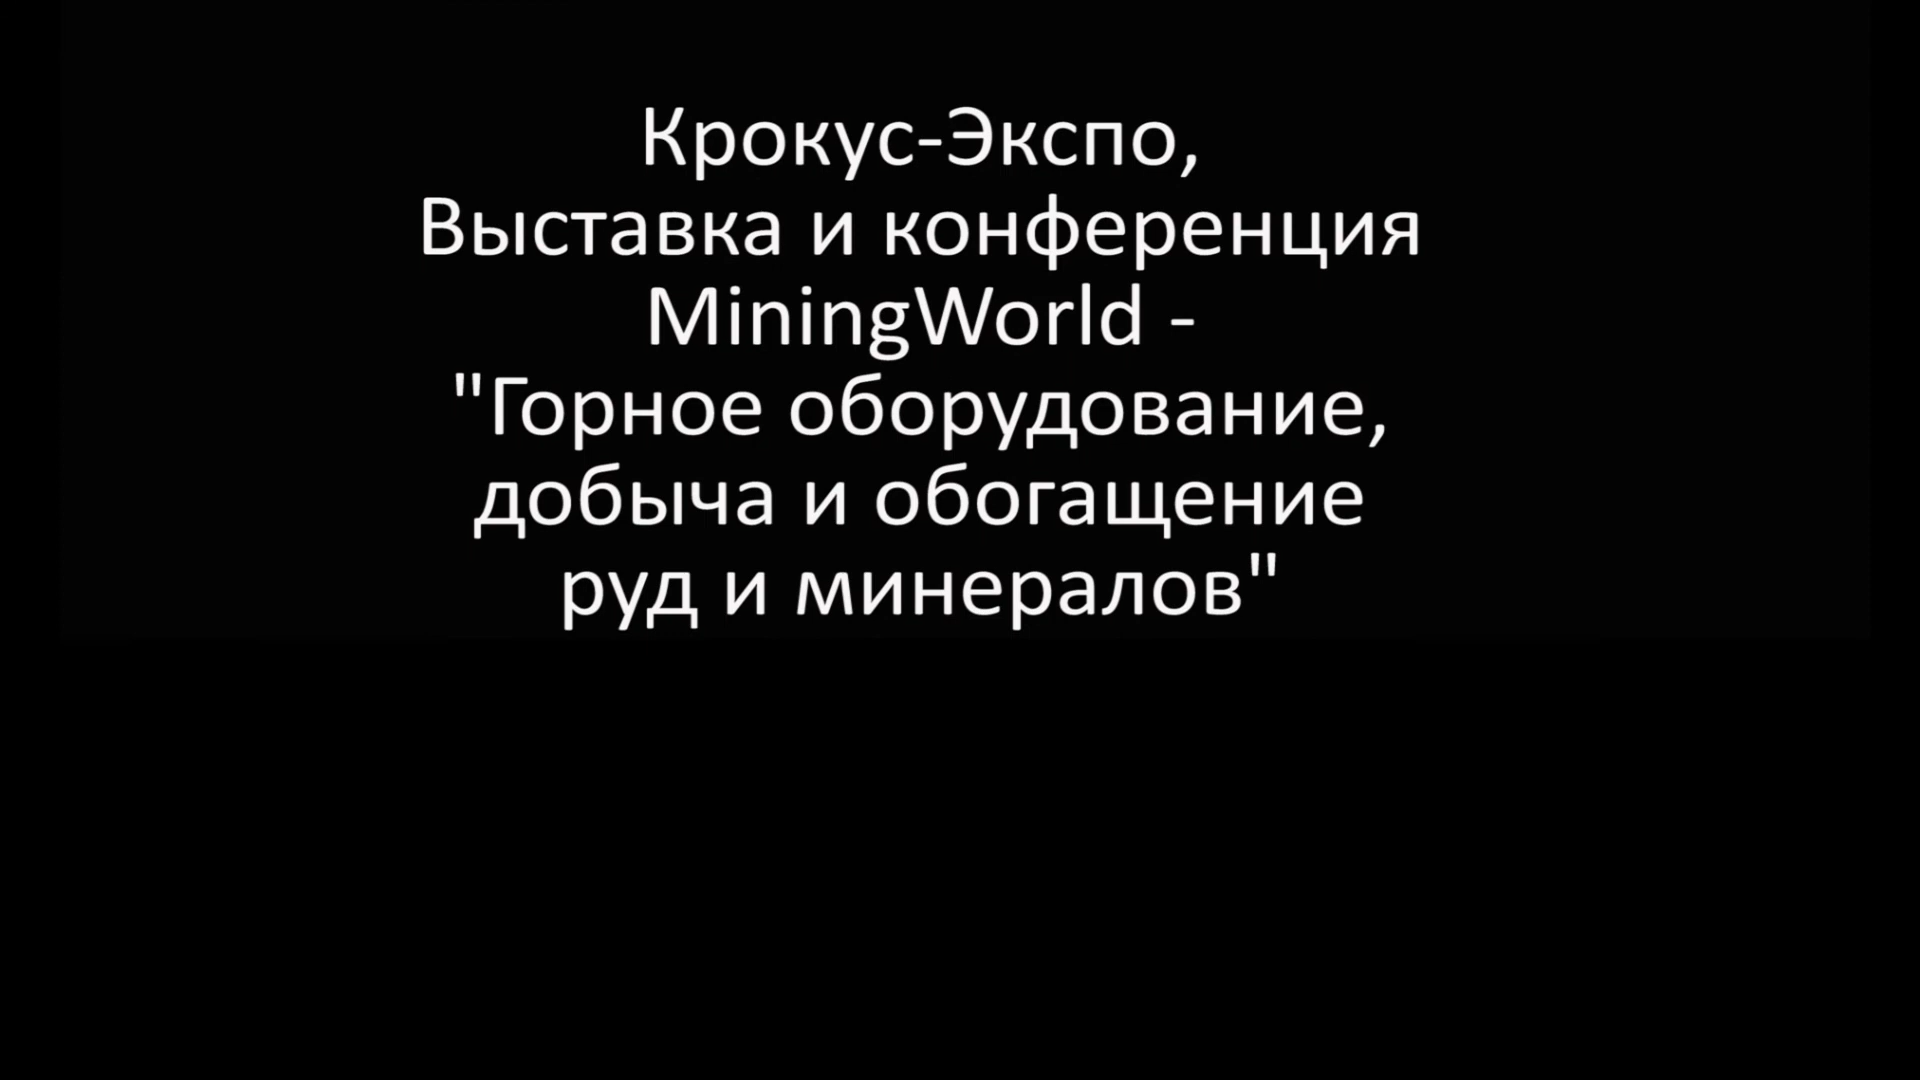 Крокус-Экспо,
Выставка и конференция
MiningWorld -
"Горное оборудование,
добыча и обогащение
руд и минералов"